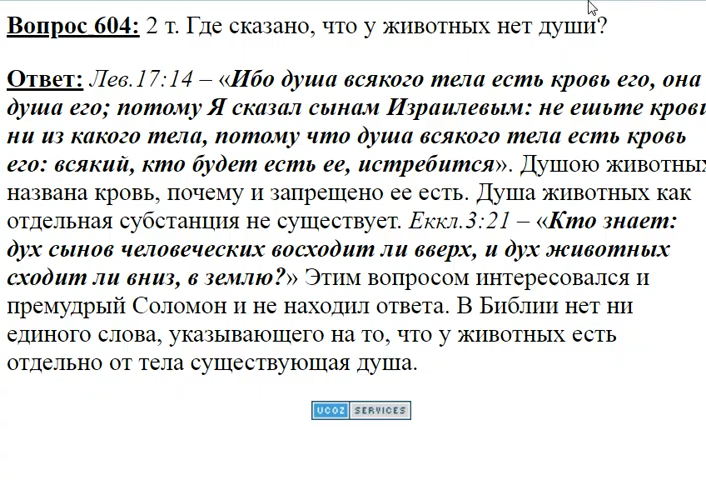 Вопрос 604: 2 т. Где сказано, что у животных нет души?
Ответ: Лев.17:14 – «Ибо душа всякого тела есть кровь его, она
душа его; потому Я сказал сынам Израилевым: не ешьте крови
ни из какого тела, потому что душа всякого тела есть кровь
его: всякий, кто будет есть ее, истребится». Душою животных
названа кровь, почему и запрещено ее есть. Душа животных как
отдельная субстанция не существует. Еккл.3:21 – «Кто знает:
дух сынов человеческих восходит ли вверх, и дух животных
сходит ли вниз, в землю?» Этим вопросом интересовался и
премудрый Соломон и не находил ответа. В Библии нет ни
единого слова, указывающего на то, что у животных есть
отдельно от тела существующая душа.
UCOZ SERVICES